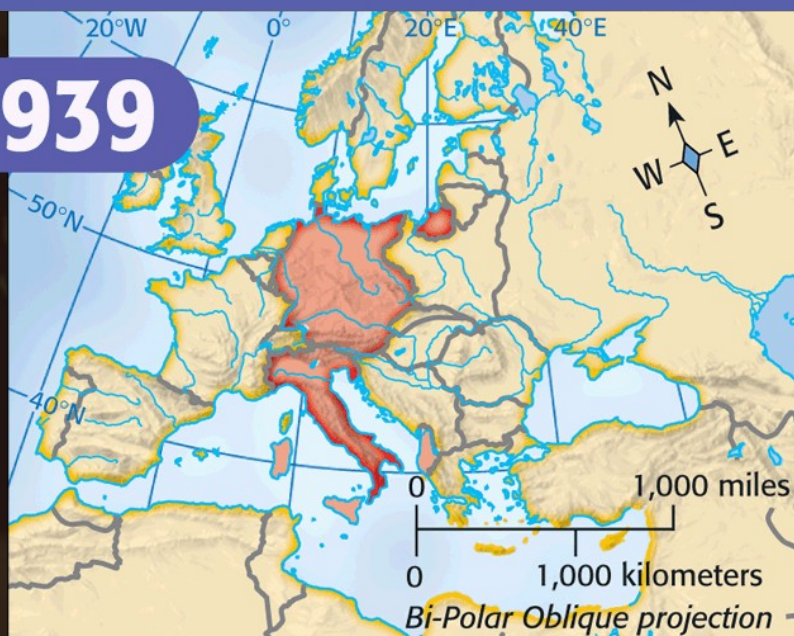 20°W 0° 20°E 40°E
939
N
W E
S
50°N
40°N
0 1,000 miles
0 1,000 kilometers
Bi-Polar Oblique projection